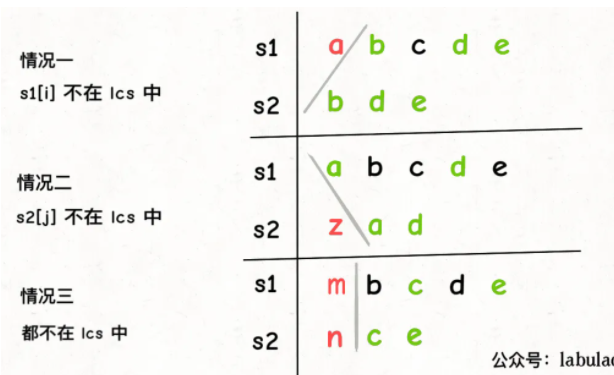 s1 a b c d e
情况一
s1[i] 不在 lcs 中
s2 b d e
s1 a b c d e
情况二
s2[j] 不在 lcs 中
s2 z a d
s1 m b c d e
情况三
都不在 lcs 中
s2 n c e
公众号：labulad